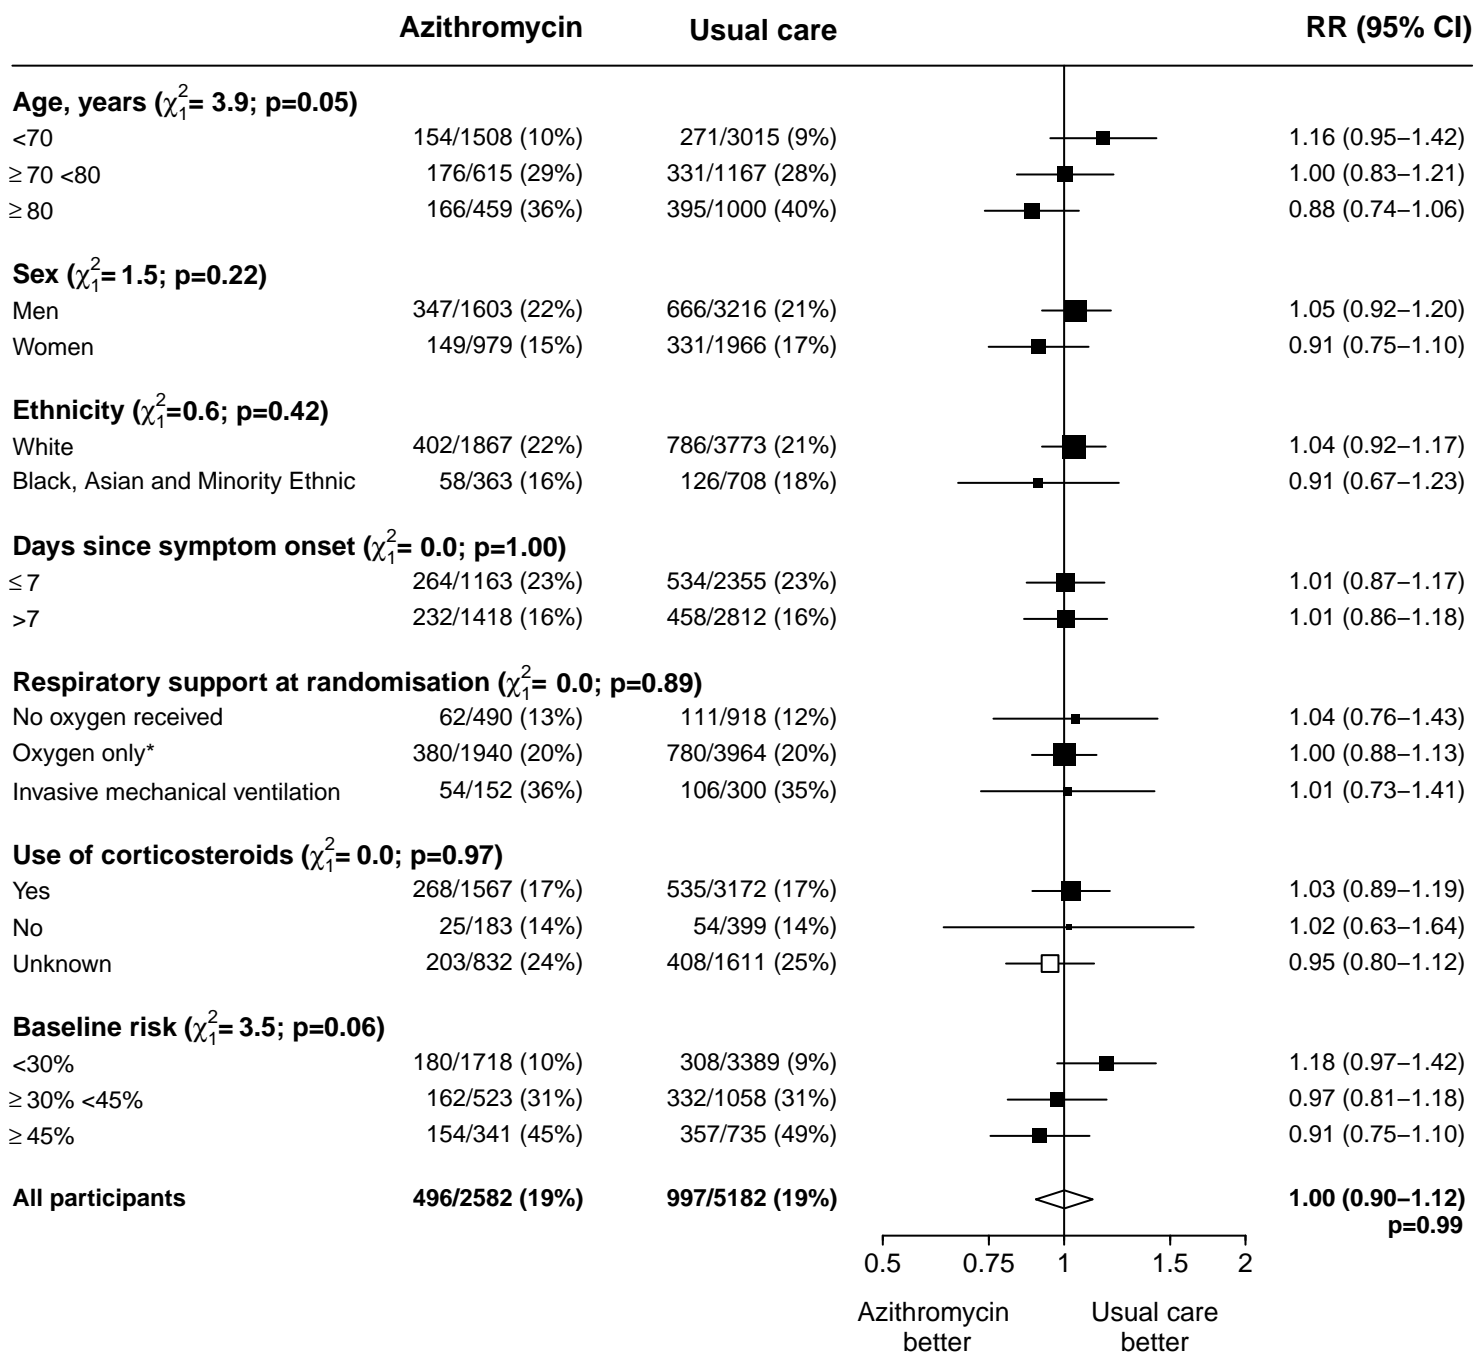 Azithromycin Usual care RR (95% CI)
Age, years (χ²₁= 3.9; p=0.05)
<70 154/1508 (10%) 271/3015 (9%) 1.16 (0.95−1.42)
≥ 70 <80 176/615 (29%) 331/1167 (28%) 1.00 (0.83−1.21)
≥ 80 166/459 (36%) 395/1000 (40%) 0.88 (0.74−1.06)
Sex (χ²₁= 1.5; p=0.22)
Men 347/1603 (22%) 666/3216 (21%) 1.05 (0.92−1.20)
Women 149/979 (15%) 331/1966 (17%) 0.91 (0.75−1.10)
Ethnicity (χ²₁=0.6; p=0.42)
White 402/1867 (22%) 786/3773 (21%) 1.04 (0.92−1.17)
Black, Asian and Minority Ethnic 58/363 (16%) 126/708 (18%) 0.91 (0.67−1.23)
Days since symptom onset (χ²₁= 0.0; p=1.00)
≤ 7 264/1163 (23%) 534/2355 (23%) 1.01 (0.87−1.17)
>7 232/1418 (16%) 458/2812 (16%) 1.01 (0.86−1.18)
Respiratory support at randomisation (χ²₁= 0.0; p=0.89)
No oxygen received 62/490 (13%) 111/918 (12%) 1.04 (0.76−1.43)
Oxygen only* 380/1940 (20%) 780/3964 (20%) 1.00 (0.88−1.13)
Invasive mechanical ventilation 54/152 (36%) 106/300 (35%) 1.01 (0.73−1.41)
Use of corticosteroids (χ²₁= 0.0; p=0.97)
Yes 268/1567 (17%) 535/3172 (17%) 1.03 (0.89−1.19)
No 25/183 (14%) 54/399 (14%) 1.02 (0.63−1.64)
Unknown 203/832 (24%) 408/1611 (25%) 0.95 (0.80−1.12)
Baseline risk (χ²₁= 3.5; p=0.06)
<30% 180/1718 (10%) 308/3389 (9%) 1.18 (0.97−1.42)
≥ 30% <45% 162/523 (31%) 332/1058 (31%) 0.97 (0.81−1.18)
≥ 45% 154/341 (45%) 357/735 (49%) 0.91 (0.75−1.10)
All participants 496/2582 (19%) 997/5182 (19%) 1.00 (0.90−1.12)
p=0.99
0.5 0.75 1 1.5 2
Azithromycin Usual care
better better